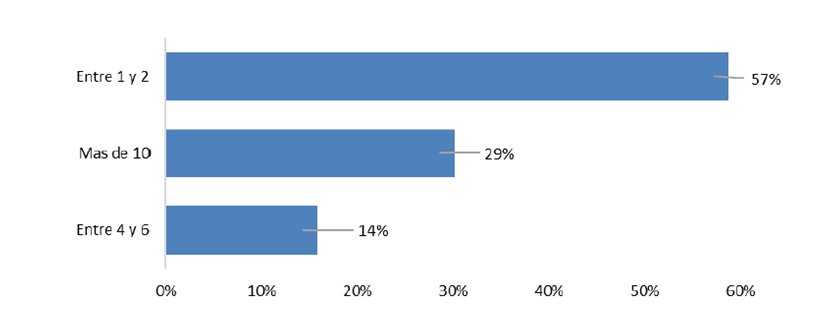 Entre 1 y 2
57%
Mas de 10
29%
Entre 4 y 6
14%
0% 10% 20% 30% 40% 50% 60%